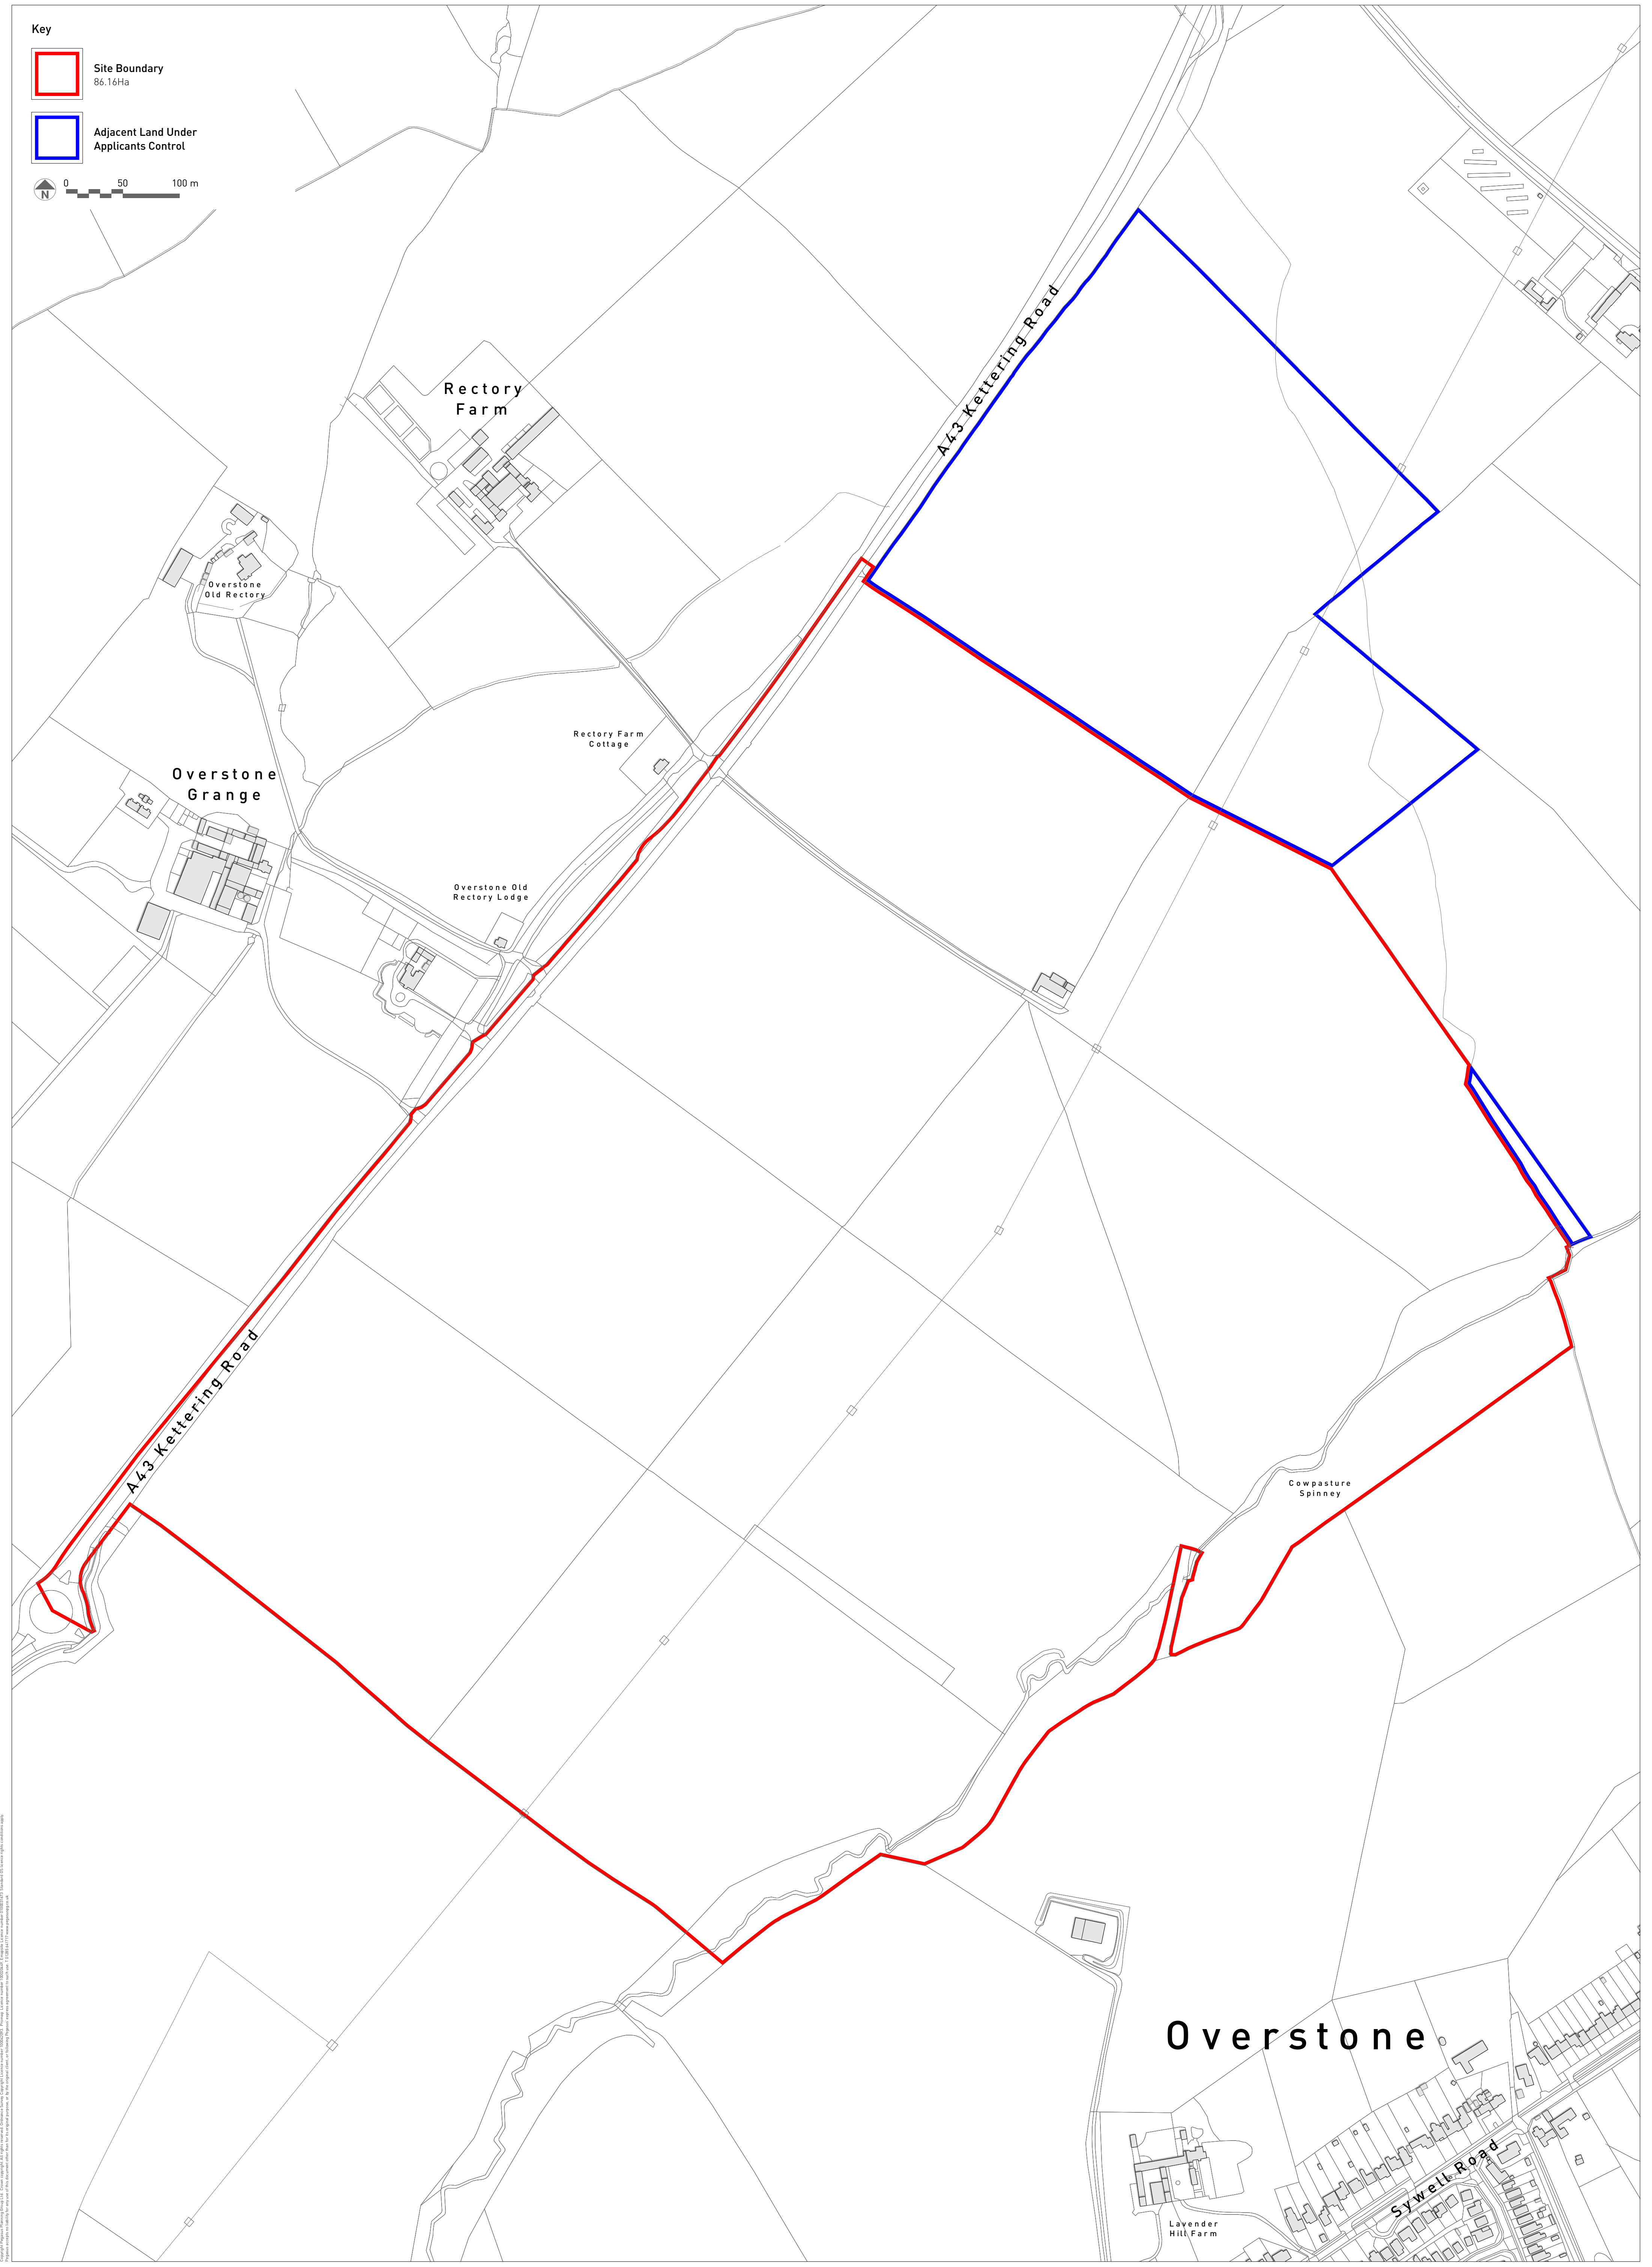 Key
Site Boundary
86.16Ha
Adjacent Land Under
Applicants Control
0 50 100 m
N
A43 Kettering Road
Rectory
Farm
Overstone
Old Rectory
Rectory Farm
Cottage
Overstone
Grange
Overstone Old
Rectory Lodge
A43 Kettering Road
Cowpasture
Spinney
Overstone
Sywell Road
Lavender
Hill Farm